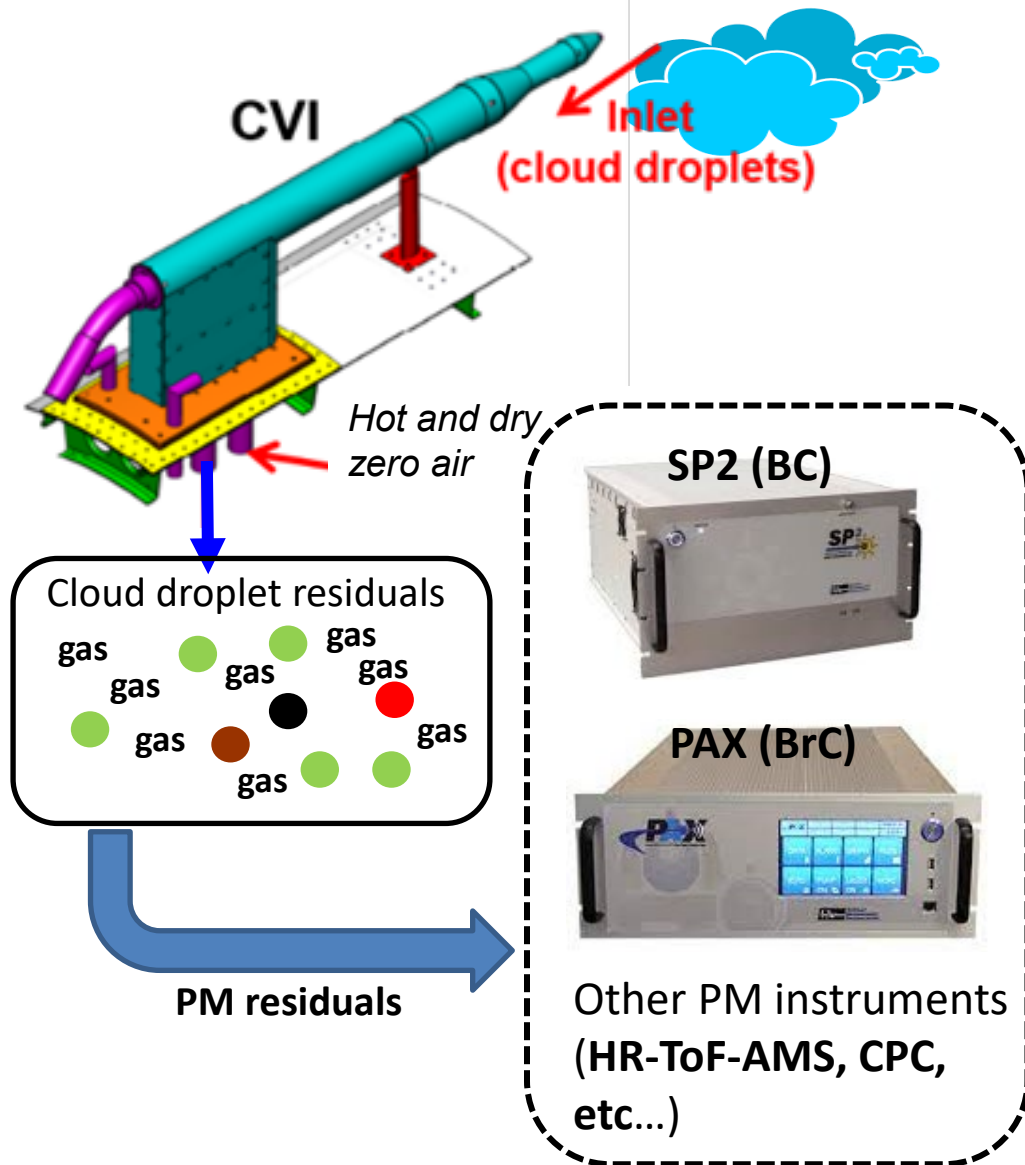 CVI
Inlet
(cloud droplets)
Hot and dry
zero air
Cloud droplet residuals
gas
gas
gas
gas
gas
gas
gas
gas
PM residuals
SP2 (BC)
SP2
PAX (BrC)
PAX
Other PM instruments
(HR-ToF-AMS, CPC,
etc...)